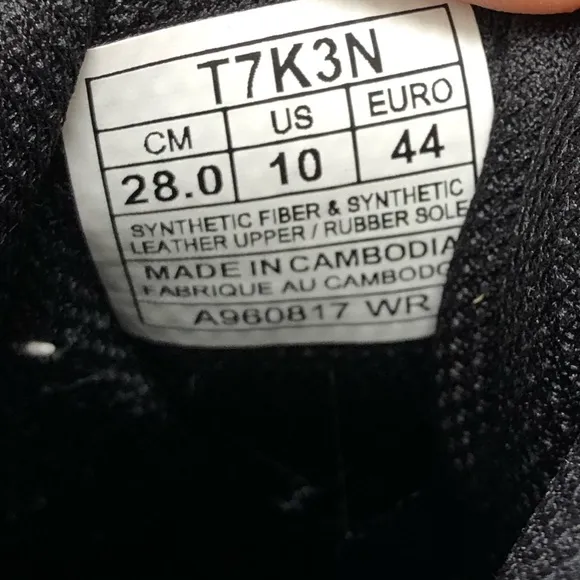 T7K3N
CM US EURO
28.0 10 44
SYNTHETIC FIBER & SYNTHETIC
LEATHER UPPER / RUBBER SOLE
MADE IN CAMBODIA
FABRIQUE AU CAMBODG
A960817 WR